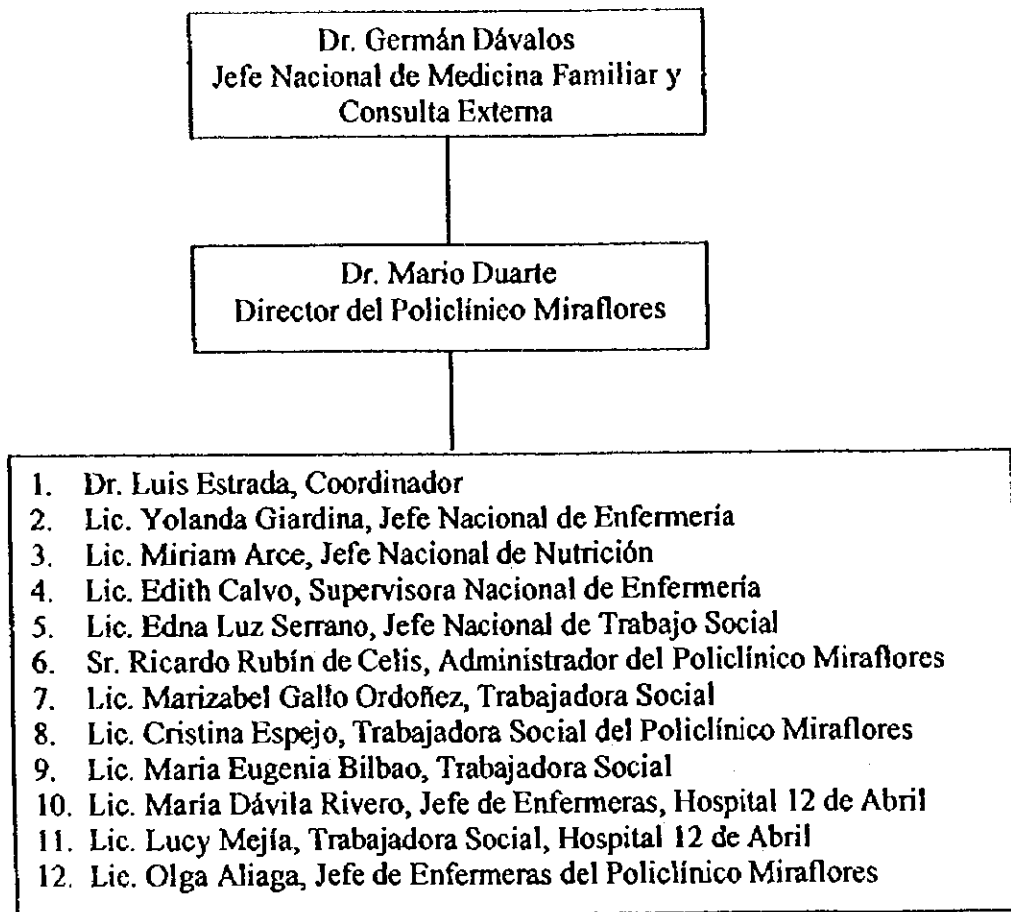 Dr. Germán Dávalos
Jefe Nacional de Medicina Familiar y
Consulta Externa
Dr. Mario Duarte
Director del Policlínico Miraflores
1. Dr. Luis Estrada, Coordinador
2. Lic. Yolanda Giardina, Jefe Nacional de Enfermería
3. Lic. Miriam Arce, Jefe Nacional de Nutrición
4. Lic. Edith Calvo, Supervisora Nacional de Enfermería
5. Lic. Edna Luz Serrano, Jefe Nacional de Trabajo Social
6. Sr. Ricardo Rubín de Celis, Administrador del Policlínico Miraflores
7. Lic. Marizabel Gallo Ordoñez, Trabajadora Social
8. Lic. Cristina Espejo, Trabajadora Social del Policlínico Miraflores
9. Lic. Maria Eugenia Bilbao, Trabajadora Social
10. Lic. María Dávila Rivero, Jefe de Enfermeras, Hospital 12 de Abril
11. Lic. Lucy Mejía, Trabajadora Social, Hospital 12 de Abril
12. Lic. Olga Aliaga, Jefe de Enfermeras del Policlínico Miraflores